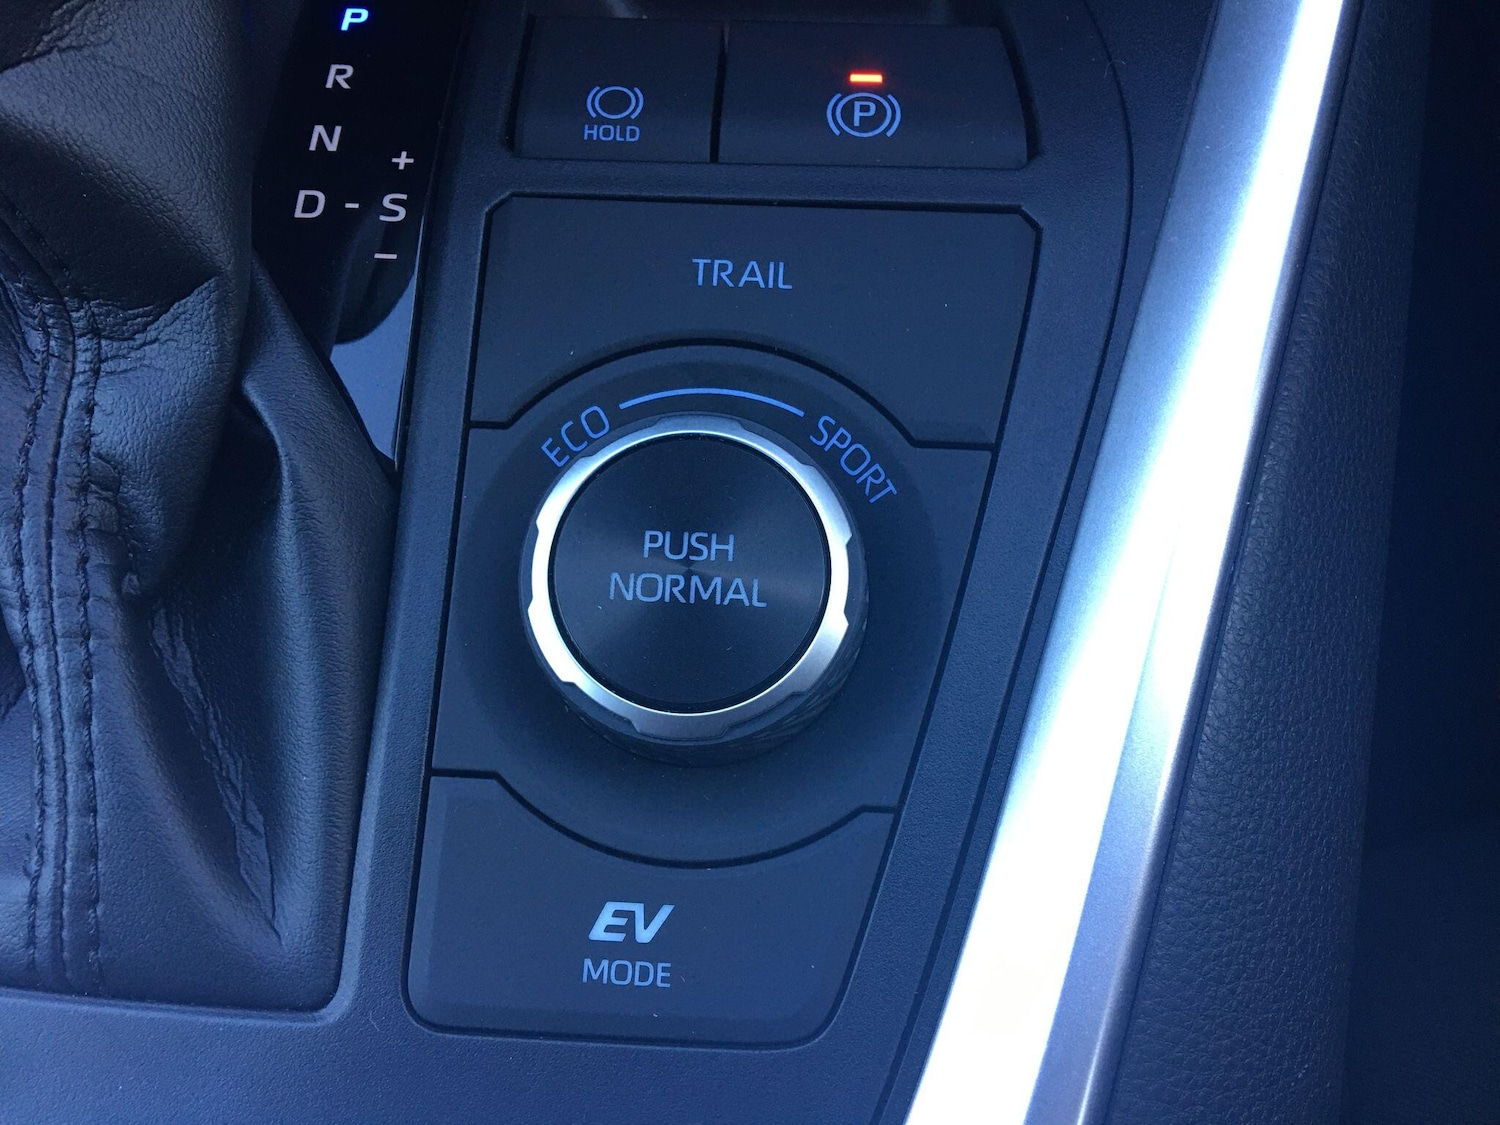 P
R
N
+
D - S
–
HOLD
P
TRAIL
ECO
SPORT
PUSH
NORMAL
EV
MODE